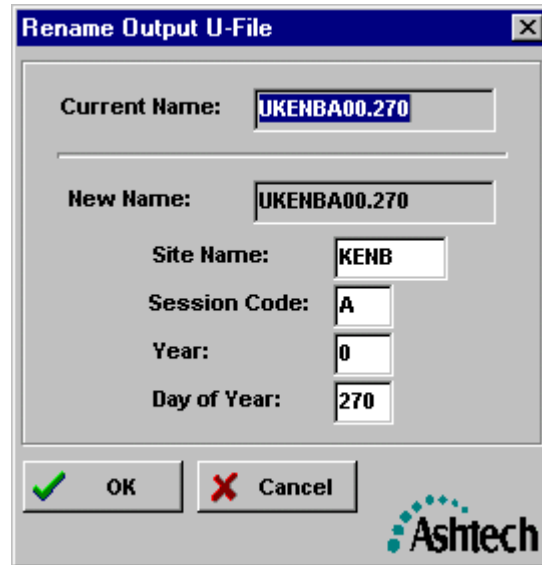 Rename Output U-File
Current Name: UKENBA00.270
New Name: UKENBA00.270
Site Name: KENB
Session Code: A
Year: 0
Day of Year: 270
OK Cancel
Ashtech